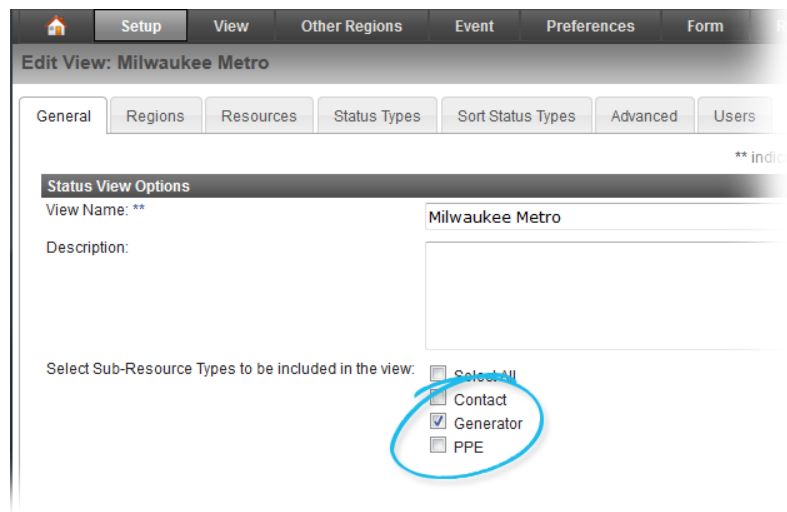 Setup View Other Regions Event Preferences Form
Edit View: Milwaukee Metro
General Regions Resources Status Types Sort Status Types Advanced Users
** indic
Status View Options
View Name: ** Milwaukee Metro
Description:
Select Sub-Resource Types to be included in the view: Select All
Contact
Generator
PPE